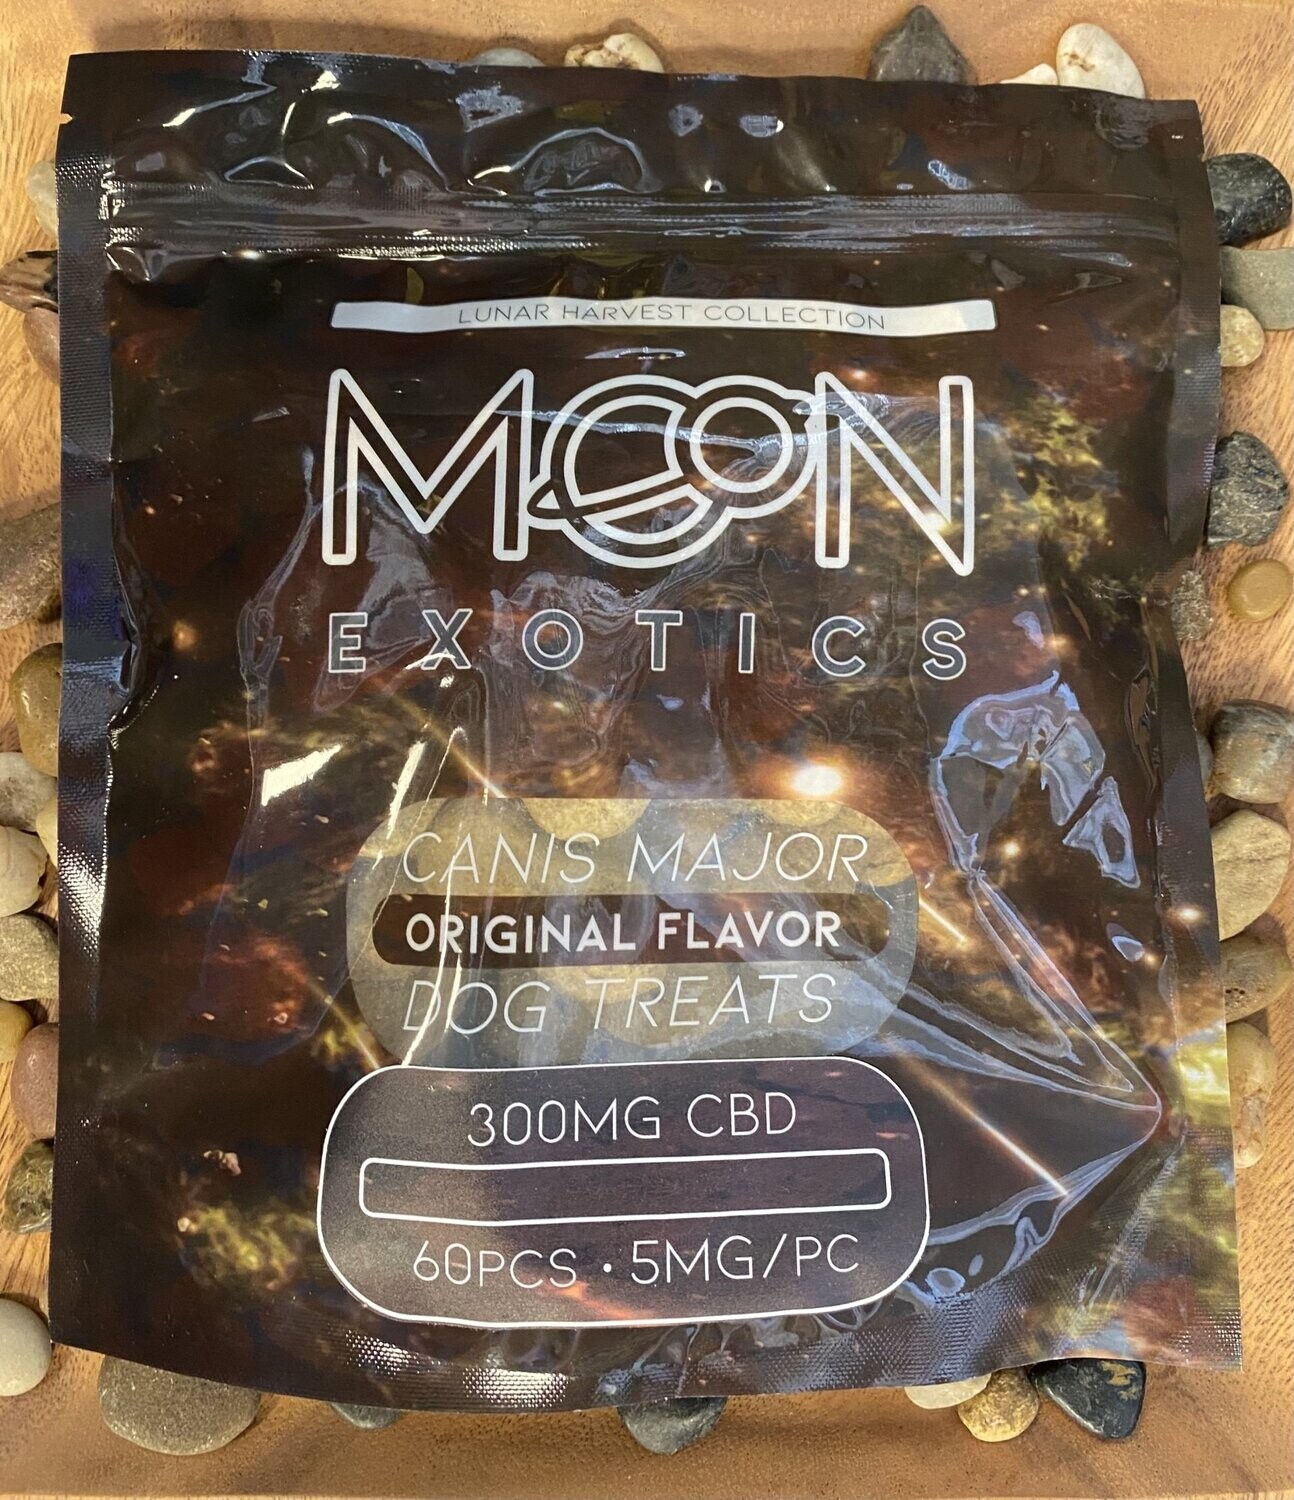 LUNAR HARVEST COLLECTION
MOON
EXOTICS
CANIS MAJOR
ORIGINAL FLAVOR
DOG TREATS
300MG CBD
60PCS · 5MG/PC